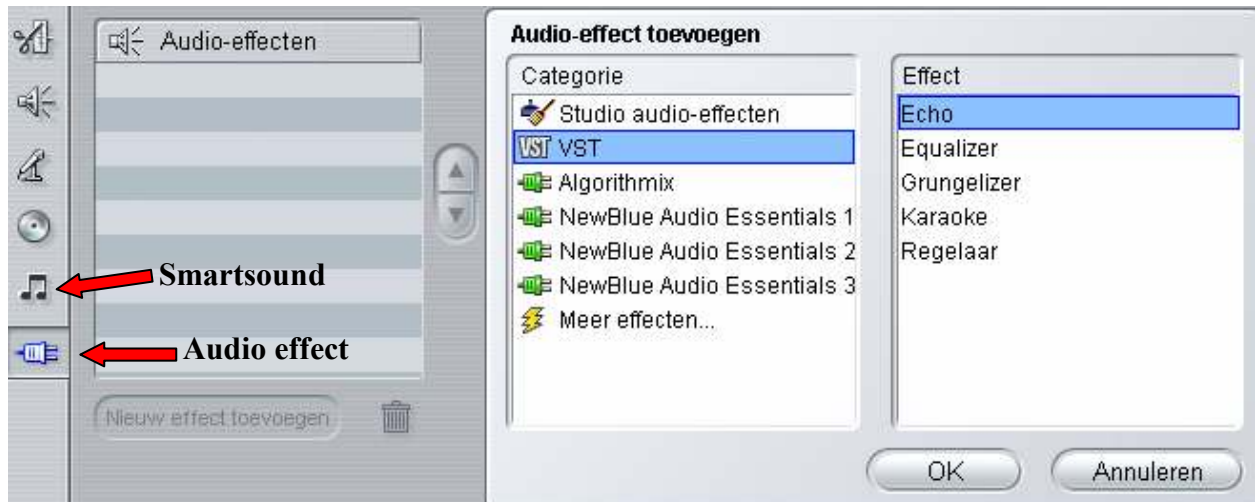 Audio-effecten
Smartsound
Audio effect
Nieuw effect toevoegen
Audio-effect toevoegen
Categorie
Studio audio-effecten
VST VST
Algorithmix
NewBlue Audio Essentials 1
NewBlue Audio Essentials 2
NewBlue Audio Essentials 3
Meer effecten...
Effect
Echo
Equalizer
Grungelizer
Karaoke
Regelaar
OK
Annuleren